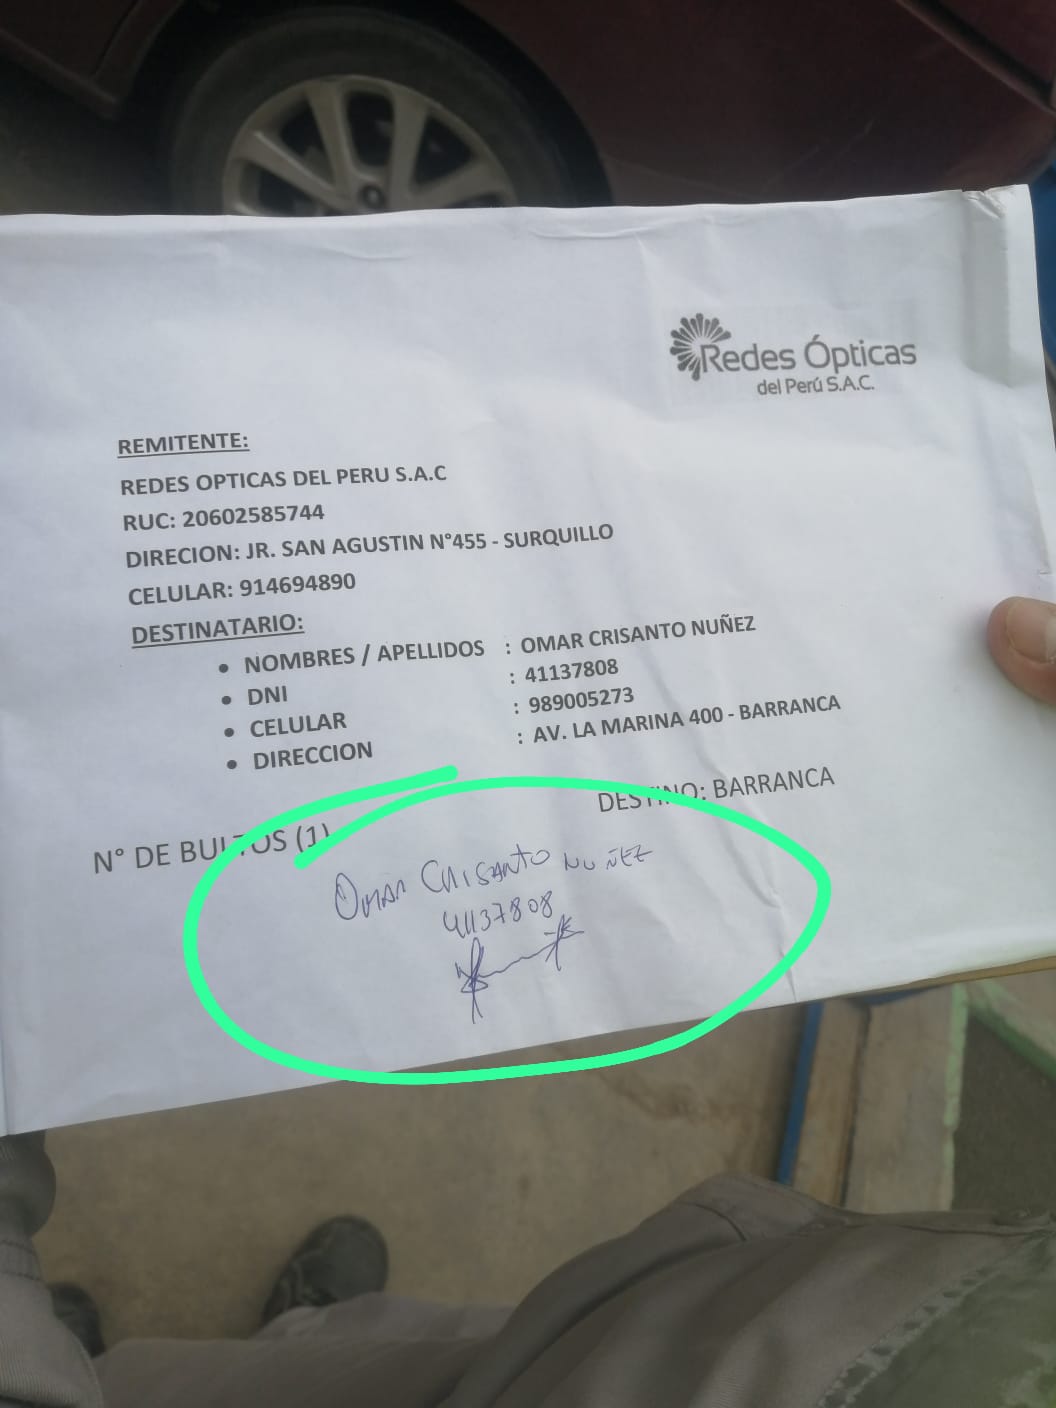 Redes Ópticas
del Perú S.A.C.
REMITENTE:
REDES OPTICAS DEL PERU S.A.C
RUC: 20602585744
DIRECION: JR. SAN AGUSTIN N°455 - SURQUILLO
CELULAR: 914694890
DESTINATARIO:
• NOMBRES / APELLIDOS : OMAR CRISANTO NUÑEZ
• DNI : 41137808
• CELULAR : 989005273
• DIRECCION : AV. LA MARINA 400 - BARRANCA
N° DE BULTOS (1) DESTINO: BARRANCA
OMAR CRISANTO NUÑEZ
41137808